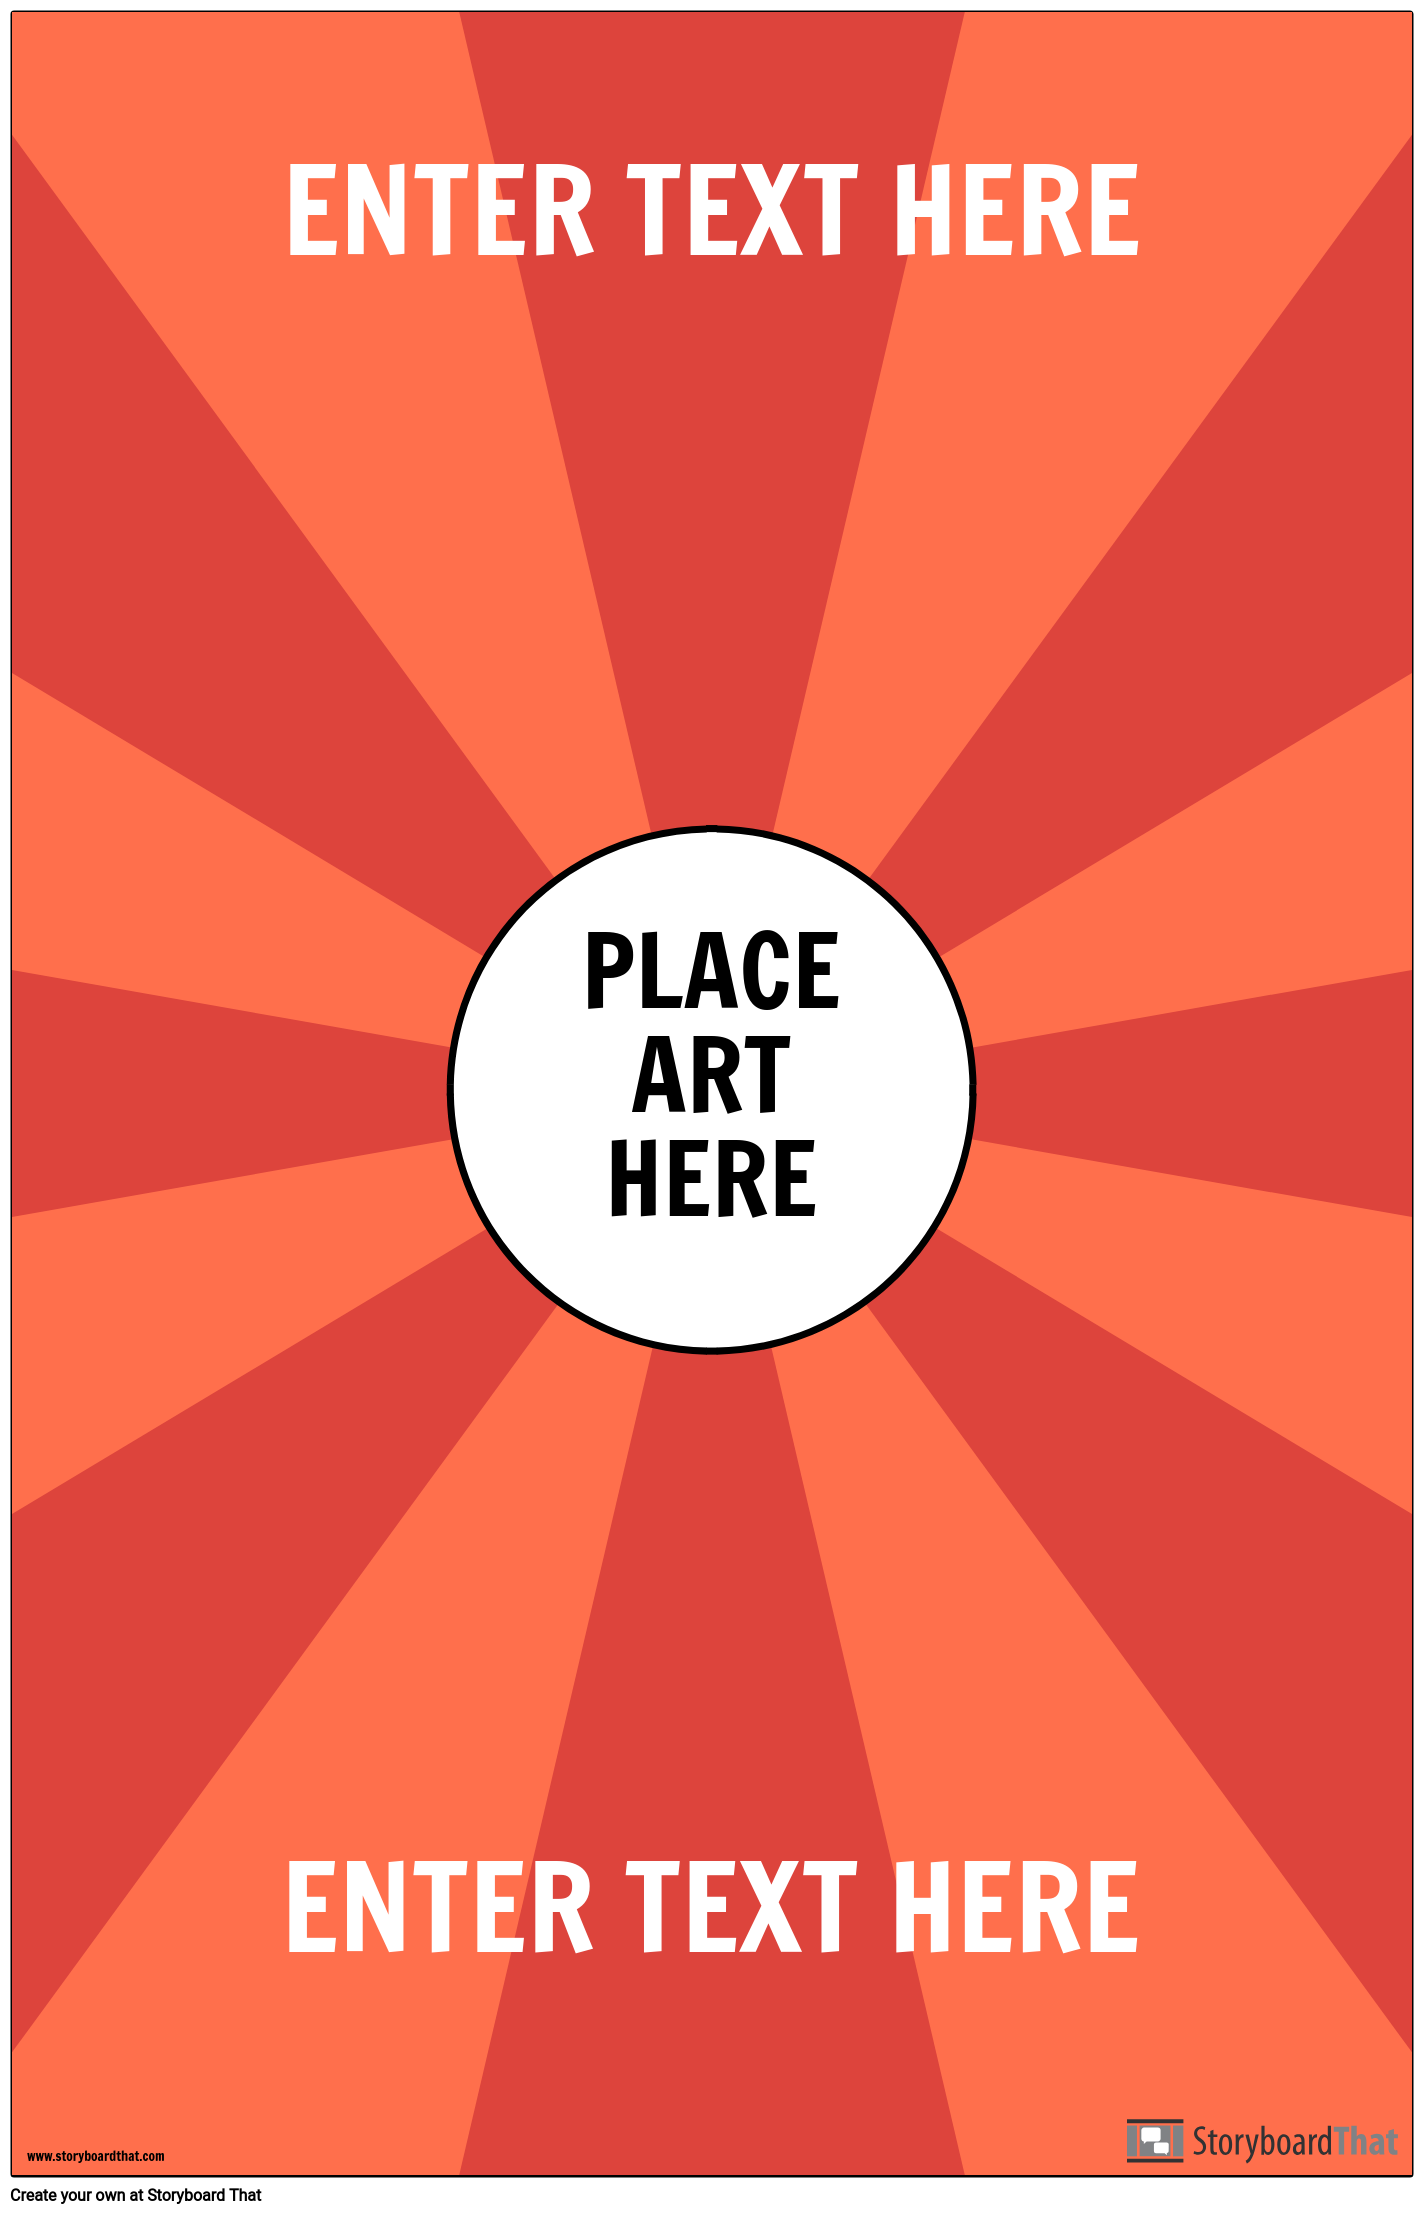 ENTER TEXT HERE
PLACE
ART
HERE
ENTER TEXT HERE
www.storyboardthat.com
StoryboardThat
Create your own at Storyboard That